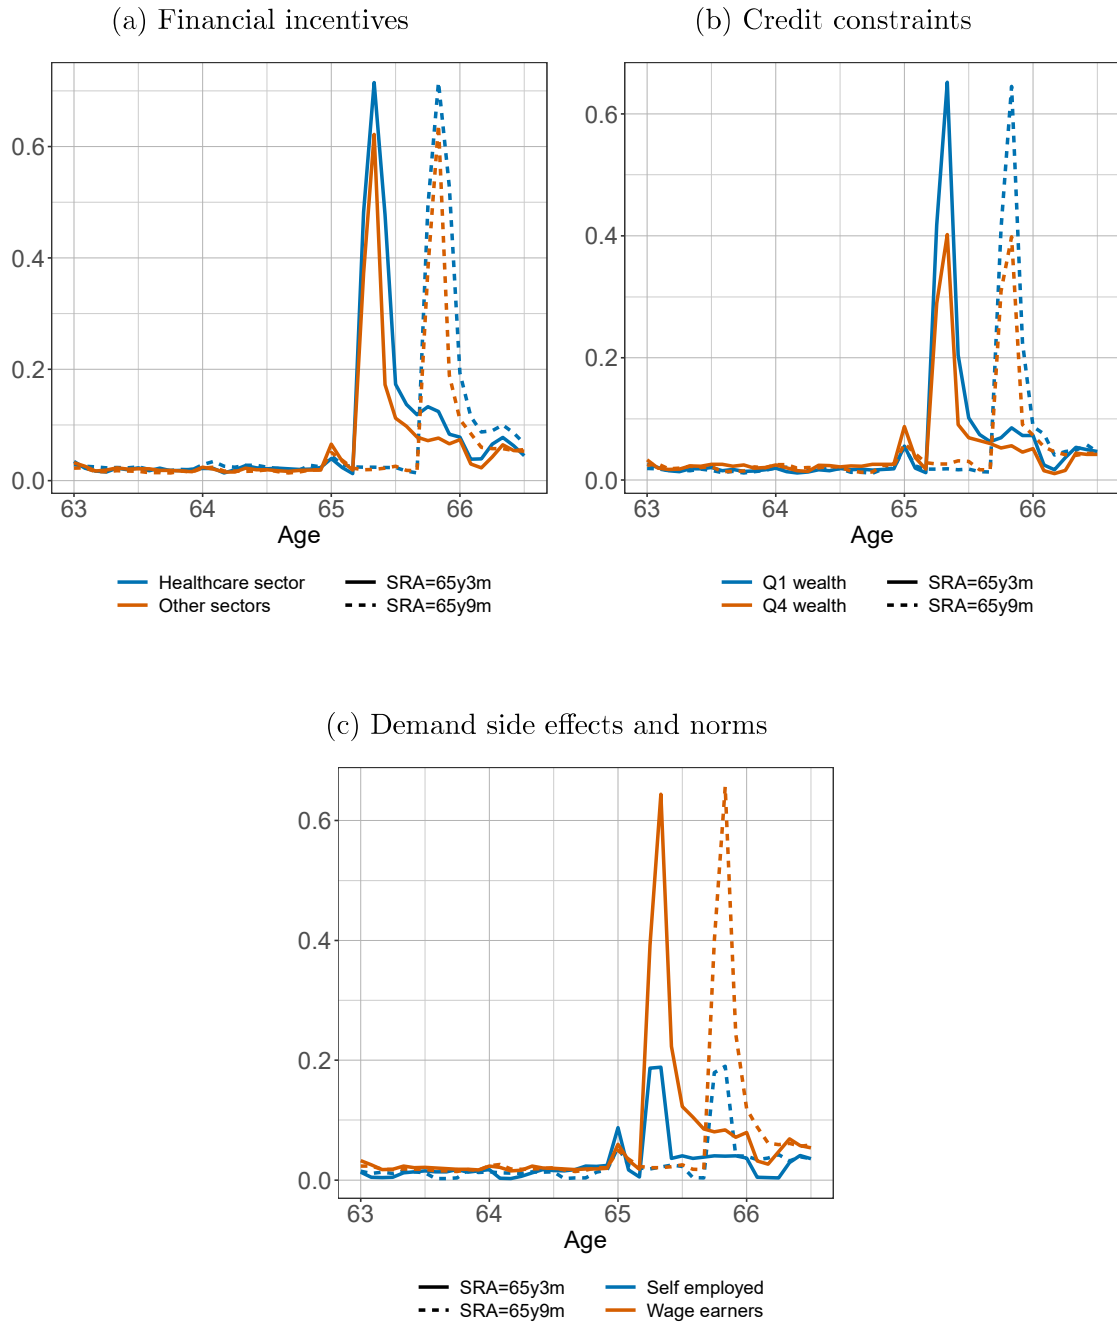 (a) Financial incentives
0.6
0.4
0.2
0.0
63 64 65 66
Age
Healthcare sector SRA=65y3m
Other sectors SRA=65y9m
(b) Credit constraints
0.6
0.4
0.2
0.0
63 64 65 66
Age
Q1 wealth SRA=65y3m
Q4 wealth SRA=65y9m
(c) Demand side effects and norms
0.6
0.4
0.2
0.0
63 64 65 66
Age
SRA=65y3m Self employed
SRA=65y9m Wage earners